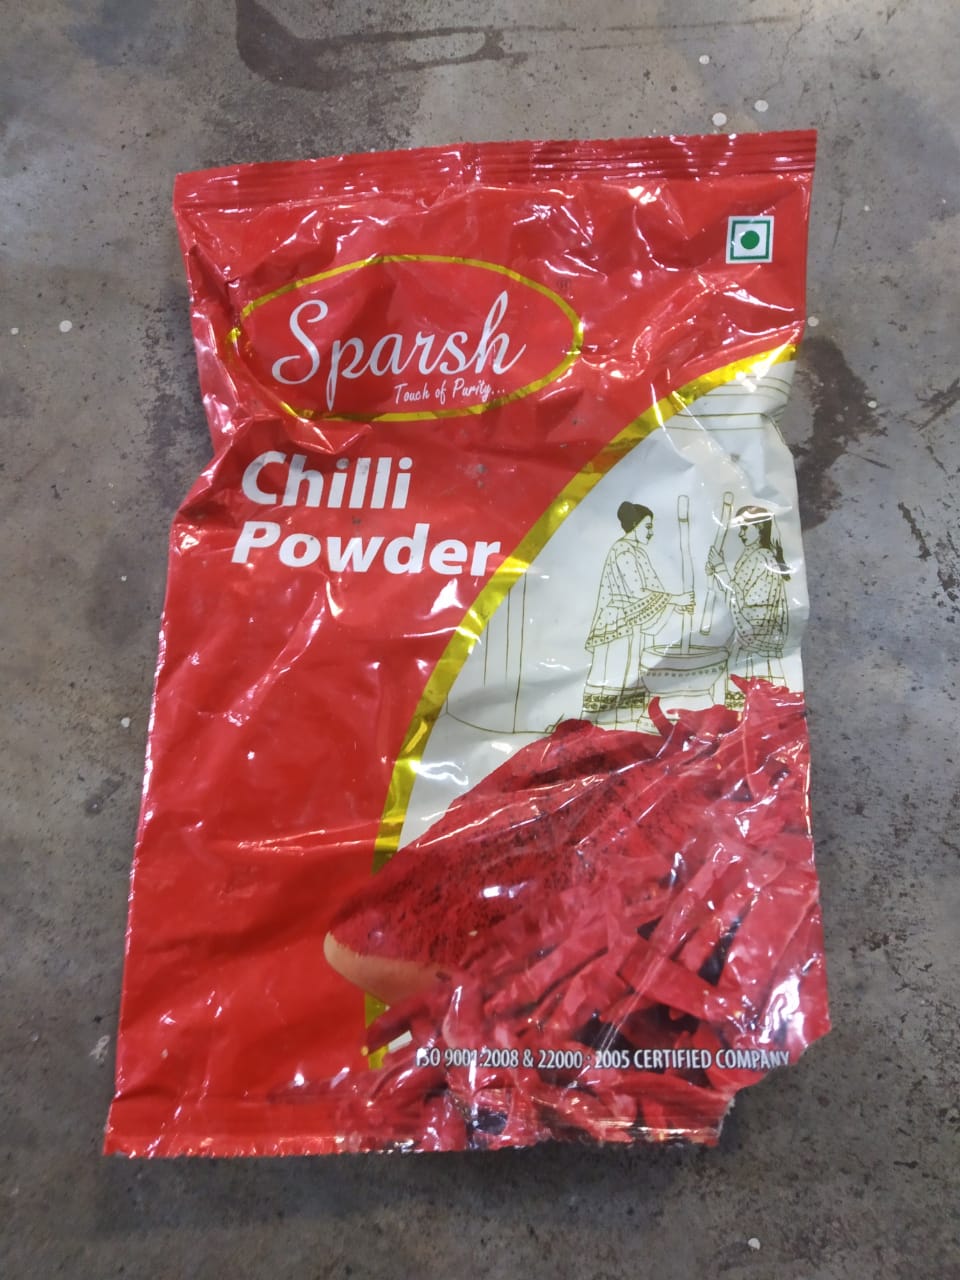 Sparsh
Touch of Purity...
Chilli
Powder
ISO 9001:2008 & 22000 : 2005 CERTIFIED COMPANY